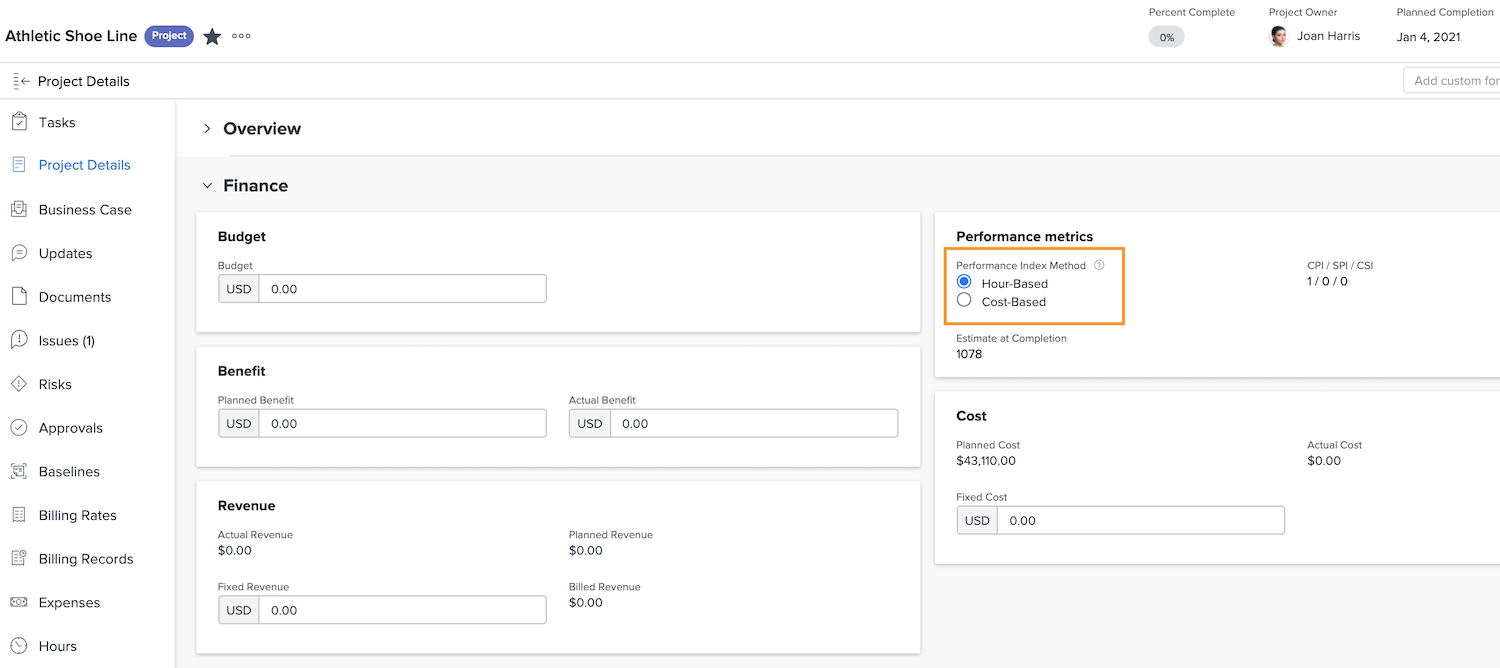 Percent Complete Project Owner Planned Completion
Athletic Shoe Line Project
0% Joan Harris Jan 4, 2021
Project Details
Add custom for
Tasks
Project Details
Business Case
Updates
Documents
Issues (1)
Risks
Approvals
Baselines
Billing Rates
Billing Records
Expenses
Hours
Overview
Finance
Budget
Budget
USD 0.00
Benefit
Planned Benefit Actual Benefit
USD 0.00 USD 0.00
Revenue
Actual Revenue Planned Revenue
$0.00 $0.00
Fixed Revenue Billed Revenue
USD 0.00 $0.00
Performance metrics
Performance Index Method ? CPI / SPI / CSI
Hour-Based 1 / 0 / 0
Cost-Based
Estimate at Completion
1078
Cost
Planned Cost Actual Cost
$43,110.00 $0.00
Fixed Cost
USD 0.00